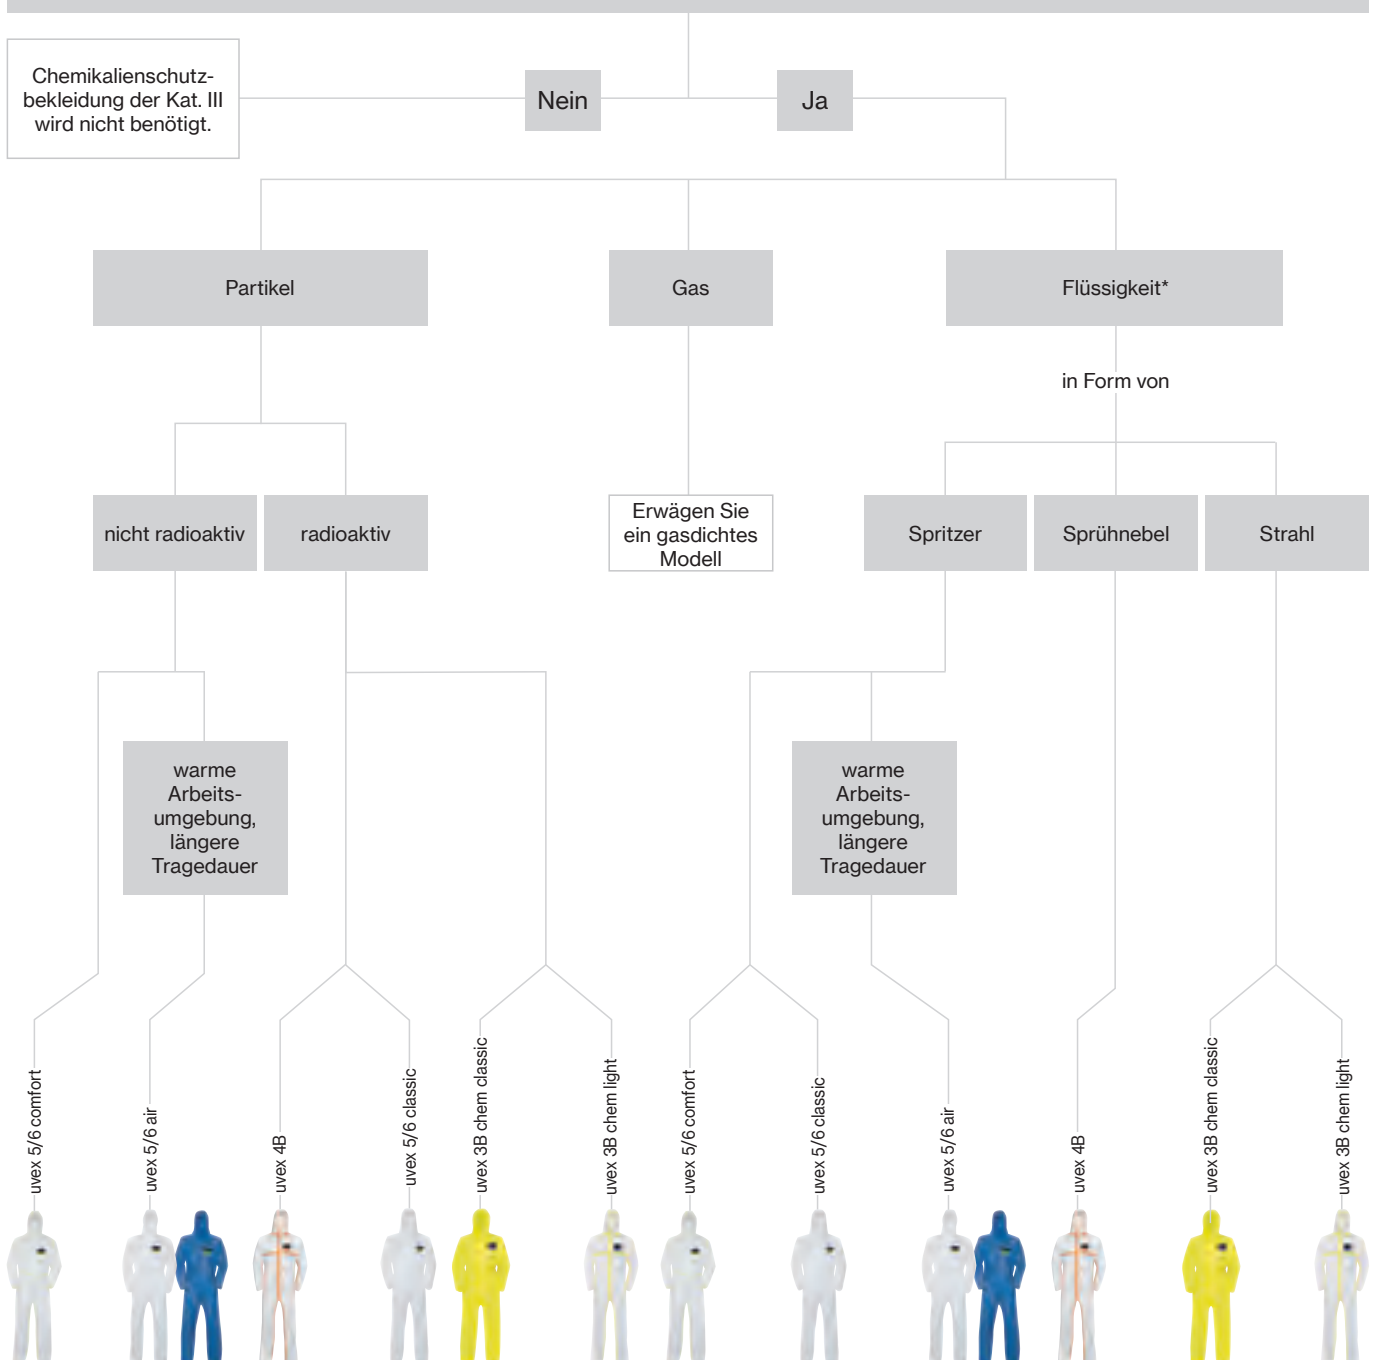 Chemikalienschutz-
bekleidung der Kat. III
wird nicht benötigt.
Nein
Ja
Partikel
Gas
Flüssigkeit*
in Form von
nicht radioaktiv
radioaktiv
Erwägen Sie
ein gasdichtes
Modell
Spritzer
Sprühnebel
Strahl
warme
Arbeits-
umgebung,
längere
Tragedauer
warme
Arbeits-
umgebung,
längere
Tragedauer
uvex 5/6 comfort
uvex 5/6 air
uvex 4B
uvex 5/6 classic
uvex 3B chem classic
uvex 3B chem light
uvex 5/6 comfort
uvex 5/6 classic
uvex 5/6 air
uvex 4B
uvex 3B chem classic
uvex 3B chem light